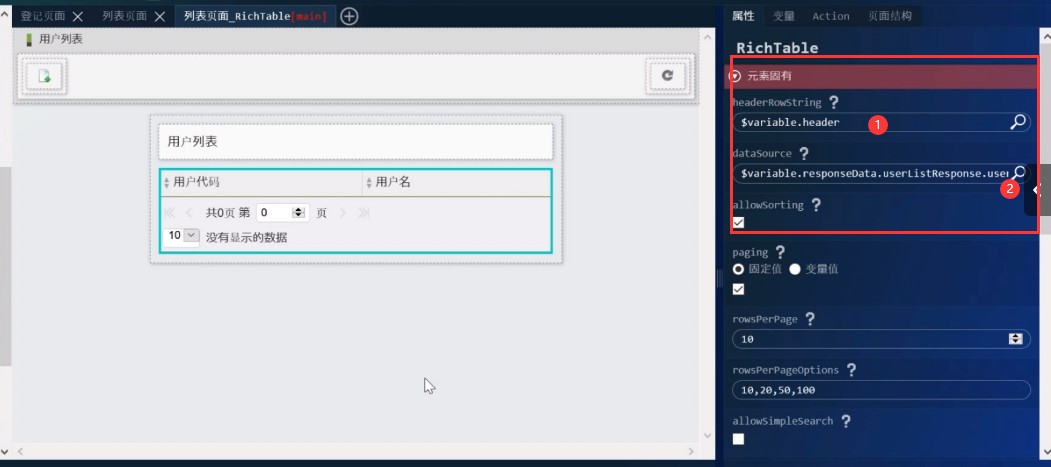 登记页面
列表页面
列表页面_RichTable[main]
用户列表
用户列表
用户代码
用户名
共0页 第 0 页
10 没有显示的数据
属性 变量 Action 页面结构
RichTable
元素固有
headerRowString ?
$variable.header
1
dataSource ?
$variable.responseData.userListResponse.user
2
allowSorting ?
paging ?
固定值 变量值
rowsPerPage ?
10
rowsPerPageOptions ?
10,20,50,100
allowSimpleSearch ?